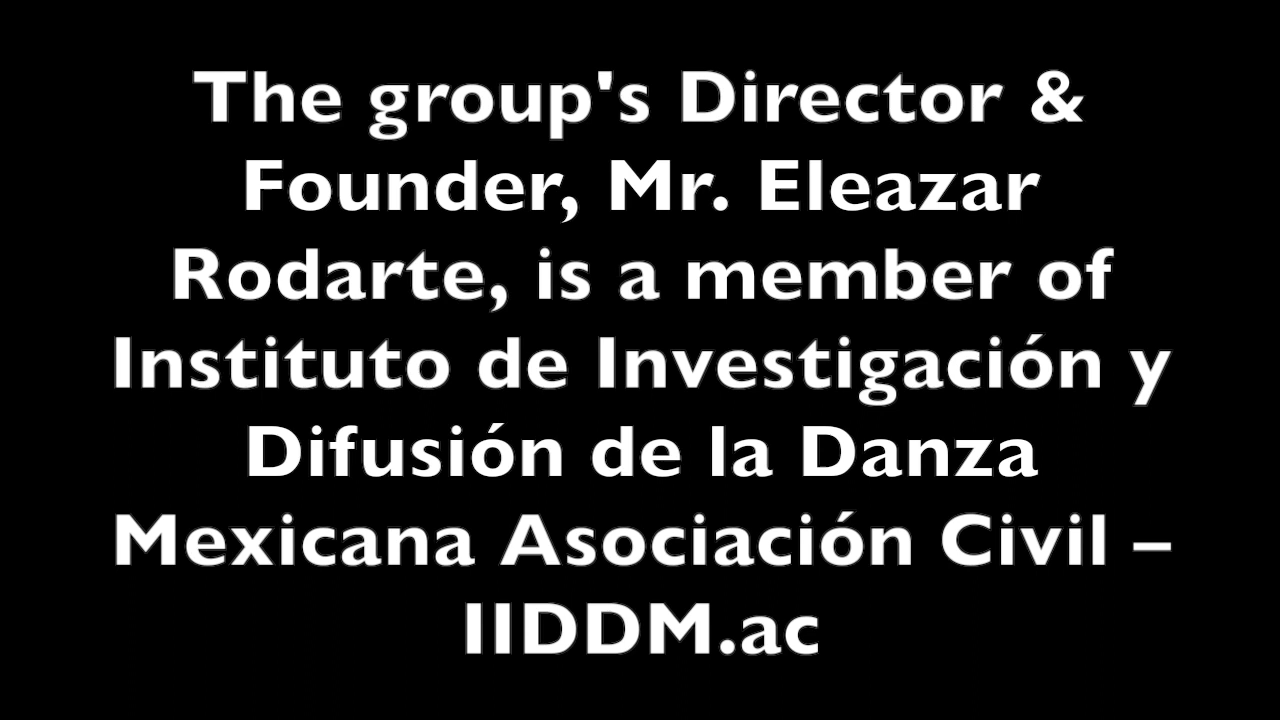 The group's Director &
Founder, Mr. Eleazar
Rodarte, is a member of
Instituto de Investigación y
Difusión de la Danza
Mexicana Asociación Civil –
IIDDM.ac